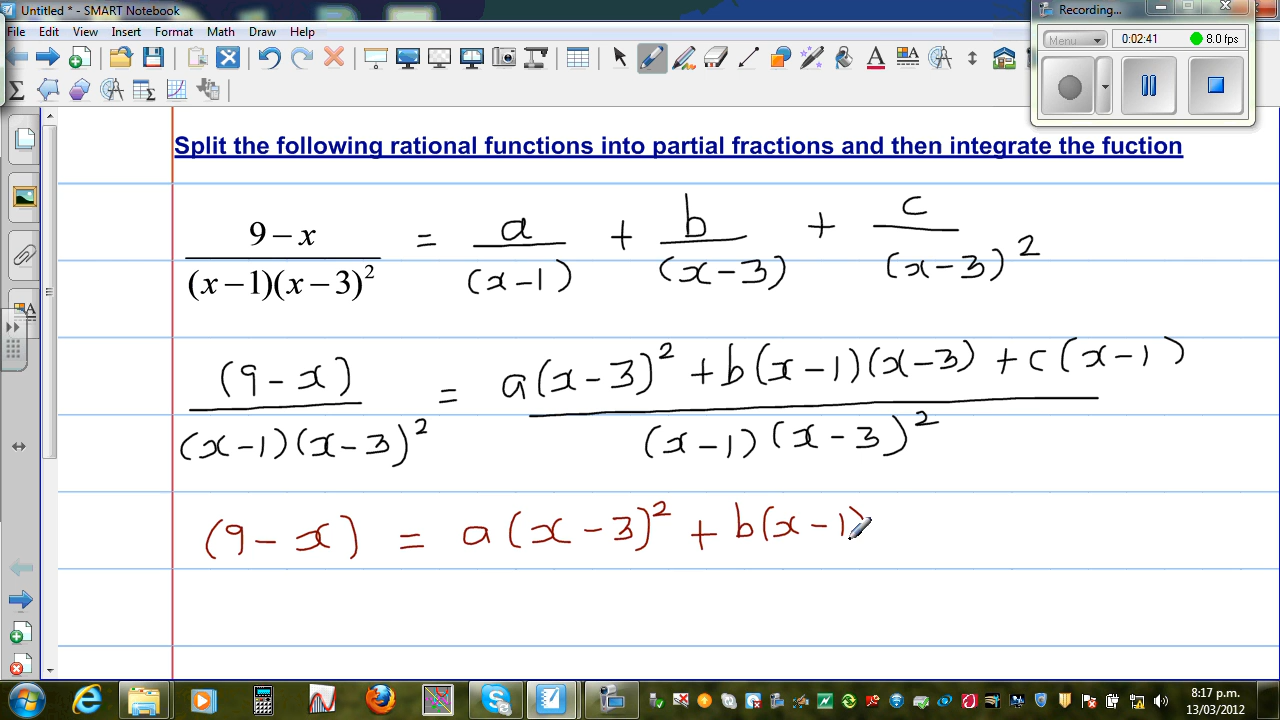 Untitled * - SMART Notebook
Recording...
File Edit View Insert Format Math Draw Help
Menu 0:02:41 8.0 fps
Split the following rational functions into partial fractions and then integrate the fuction
9 − x / (x − 1)(x − 3)² = a / (x − 1) + b / (x − 3) + c / (x − 3)²
(9 − x) / (x − 1)(x − 3)² = a(x − 3)² + b(x − 1)(x − 3) + c(x − 1) / (x − 1)(x − 3)²
(9 − x) = a(x − 3)² + b(x − 1)
8:17 p.m.
13/03/2012